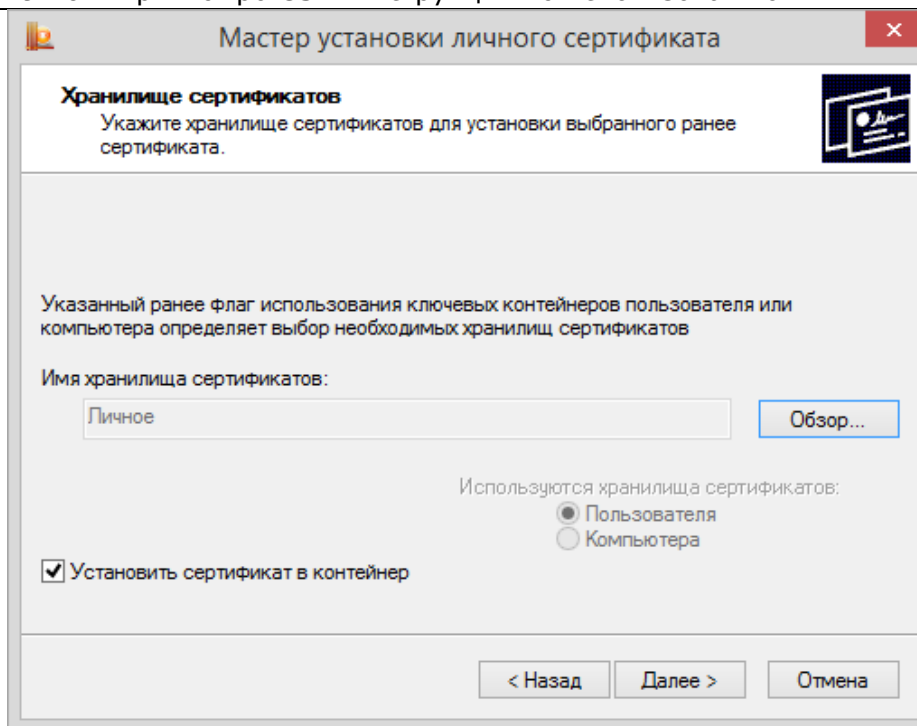 Мастер установки личного сертификата
Хранилище сертификатов
Укажите хранилище сертификатов для установки выбранного ранее
сертификата.
Указанный ранее флаг использования ключевых контейнеров пользователя или
компьютера определяет выбор необходимых хранилищ сертификатов
Имя хранилища сертификатов:
Личное
Обзор...
Используются хранилища сертификатов:
Пользователя
Компьютера
Установить сертификат в контейнер
< Назад
Далее >
Отмена